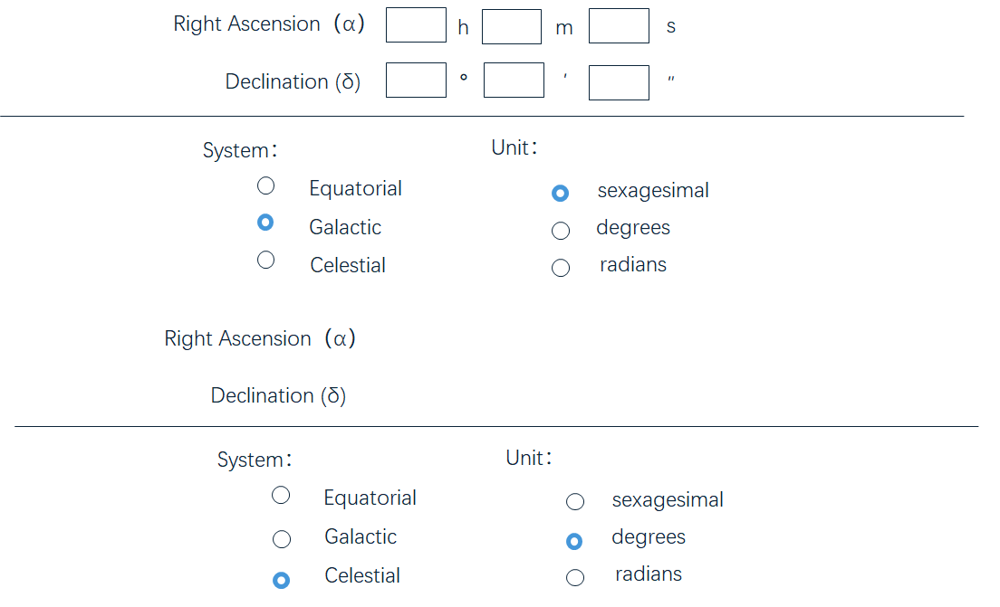 Right Ascension（α） h m s
Declination (δ) ° ′ ″
System： Unit：
Equatorial sexagesimal
Galactic degrees
Celestial radians
Right Ascension（α）
Declination (δ)
System： Unit：
Equatorial sexagesimal
Galactic degrees
Celestial radians